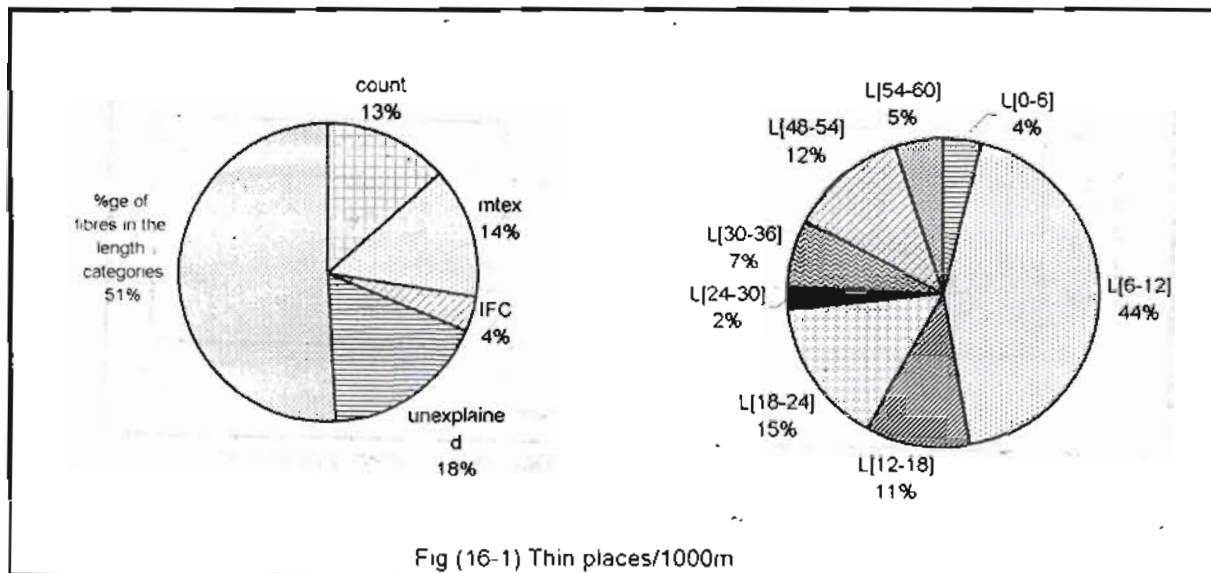 count
13%
%ge of
fibres in the
length
categories
51%
mtex
14%
IFC
4%
unexplaine
d
18%
L[54-60]
5%
L[0-6]
4%
L[48-54]
12%
L[30-36]
7%
L[24-30]
2%
L[6-12]
44%
L[18-24]
15%
L[12-18]
11%
Fig (16-1) Thin places/1000m